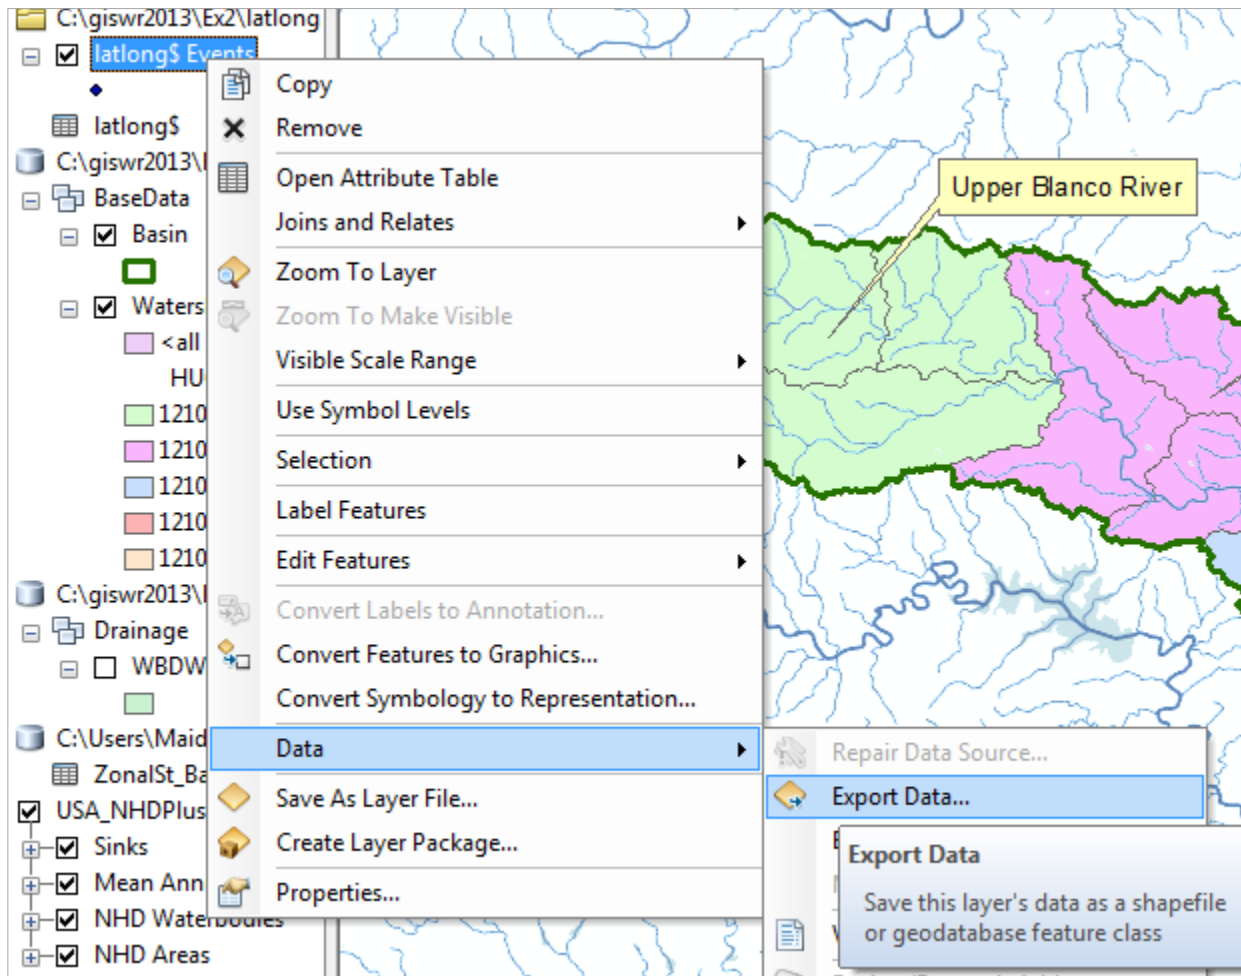 C:\giswr2013\Ex2\latlong
latlong$ Events
latlong$
C:\giswr2013\
BaseData
Basin
Waters
<all
HU
1210
1210
1210
1210
1210
C:\giswr2013\
Drainage
WBDW
C:\Users\Maid
ZonalSt_Ba
USA_NHDPlus
Sinks
Mean Ann
NHD Waterbodies
NHD Areas
Copy
Remove
Open Attribute Table
Joins and Relates
Zoom To Layer
Zoom To Make Visible
Visible Scale Range
Use Symbol Levels
Selection
Label Features
Edit Features
Convert Labels to Annotation...
Convert Features to Graphics...
Convert Symbology to Representation...
Data
Save As Layer File...
Create Layer Package...
Properties...
Repair Data Source...
Export Data...
Export Data
Save this layer's data as a shapefile
or geodatabase feature class
Upper Blanco River